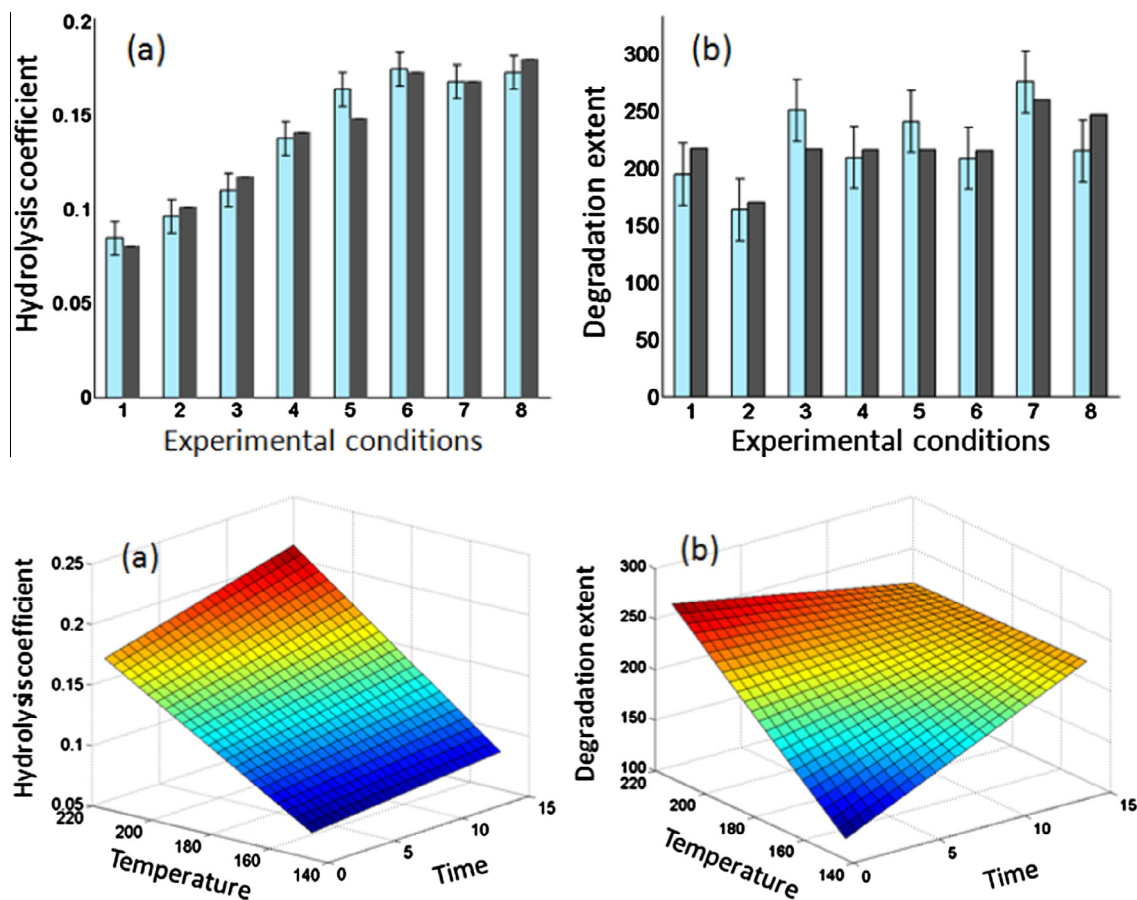 (a)
Hydrolysis coefficient
0.2
0.15
0.1
0.05
0
1 2 3 4 5 6 7 8
Experimental conditions
(b)
Degradation extent
300
250
200
150
100
50
0
1 2 3 4 5 6 7 8
Experimental conditions
(a)
Hydrolysis coefficient
0.25
0.2
0.15
0.1
0.05
220 200 180 160 140
Temperature
0 5 10 15
Time
(b)
Degradation extent
300
250
200
150
100
220 200 180 160 140
Temperature
0 5 10 15
Time